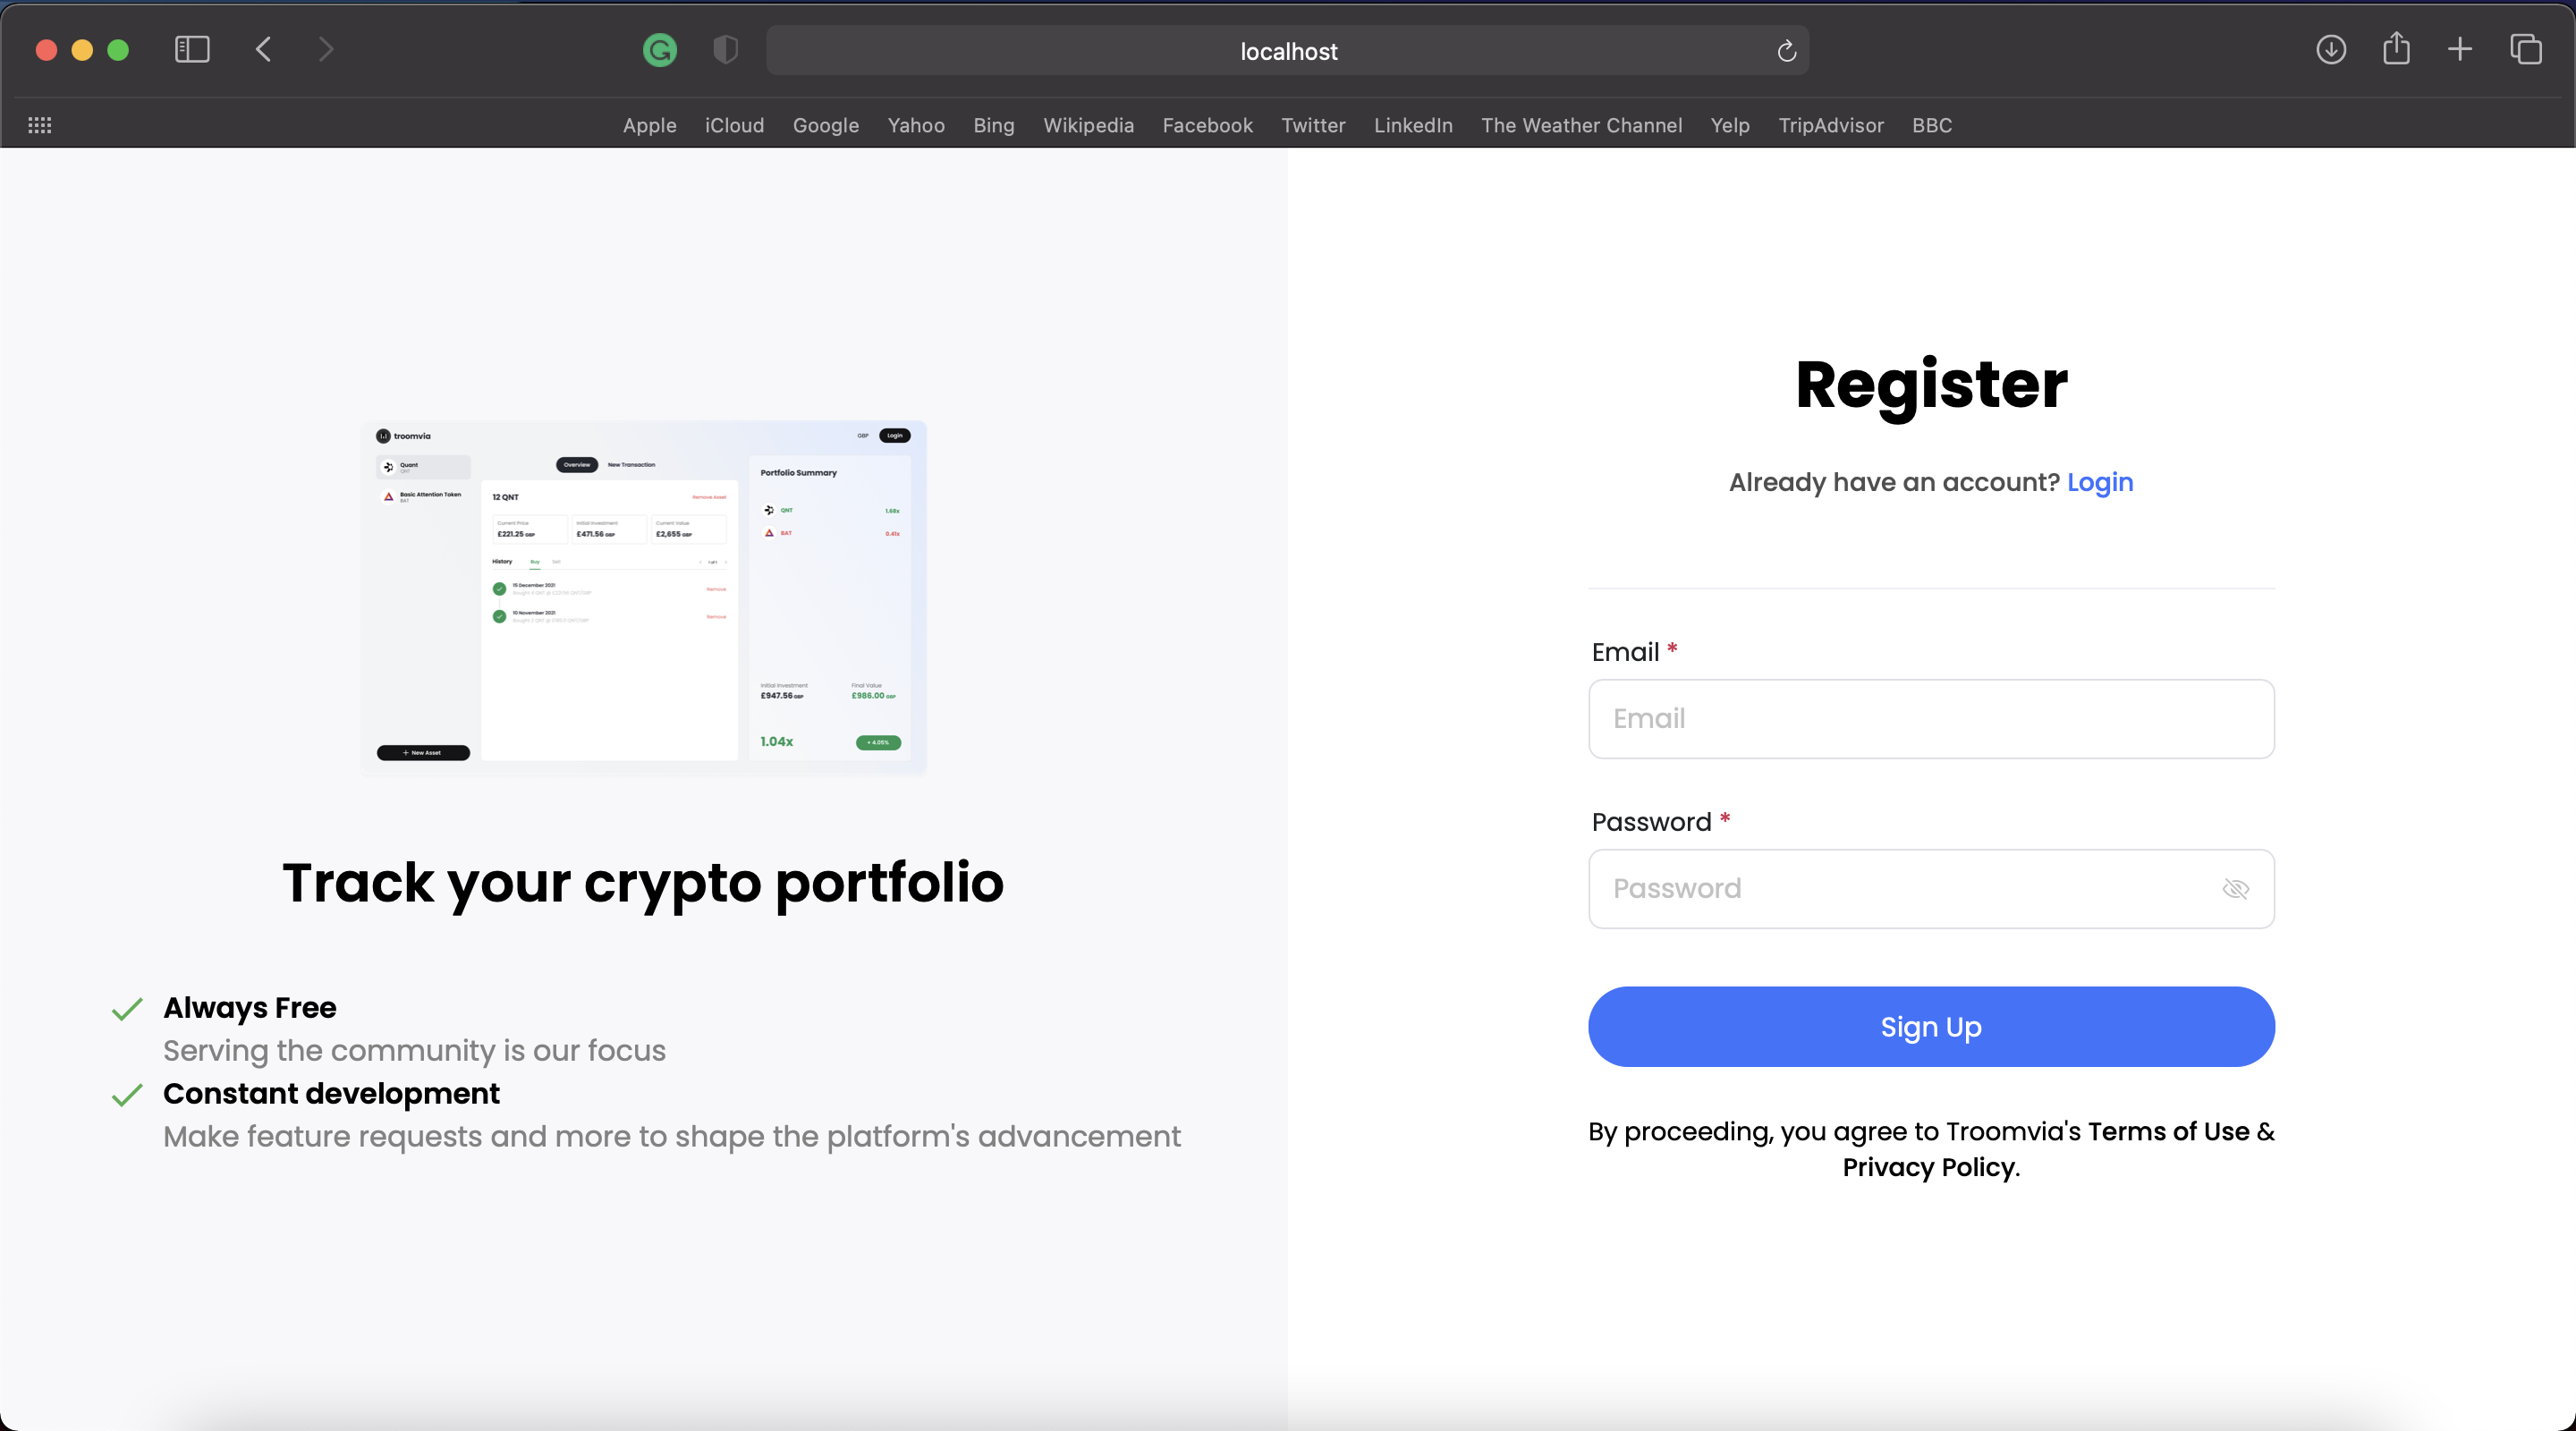 localhost
Apple iCloud Google Yahoo Bing Wikipedia Facebook Twitter LinkedIn The Weather Channel Yelp TripAdvisor BBC
troomvia
GBP Login
Quant
QNT
Basic Attention Token
BAT
+ New Asset
Overview New Transaction
12 QNT Remove Asset
Current Price Initial Investment Current Value
£221.25 GBP £471.56 GBP £2,655 GBP
History Buy Sell
15 December 2021
Remove
10 November 2021
Remove
Portfolio Summary
QNT 1.68x
BAT 0.41x
Initial Investment Final Value
£947.56 GBP £986.00 GBP
1.04x + 4.05%
Track your crypto portfolio
Always Free
Serving the community is our focus
Constant development
Make feature requests and more to shape the platform's advancement
Register
Already have an account? Login
Email *
Email
Password *
Password
Sign Up
By proceeding, you agree to Troomvia's Terms of Use &
Privacy Policy.